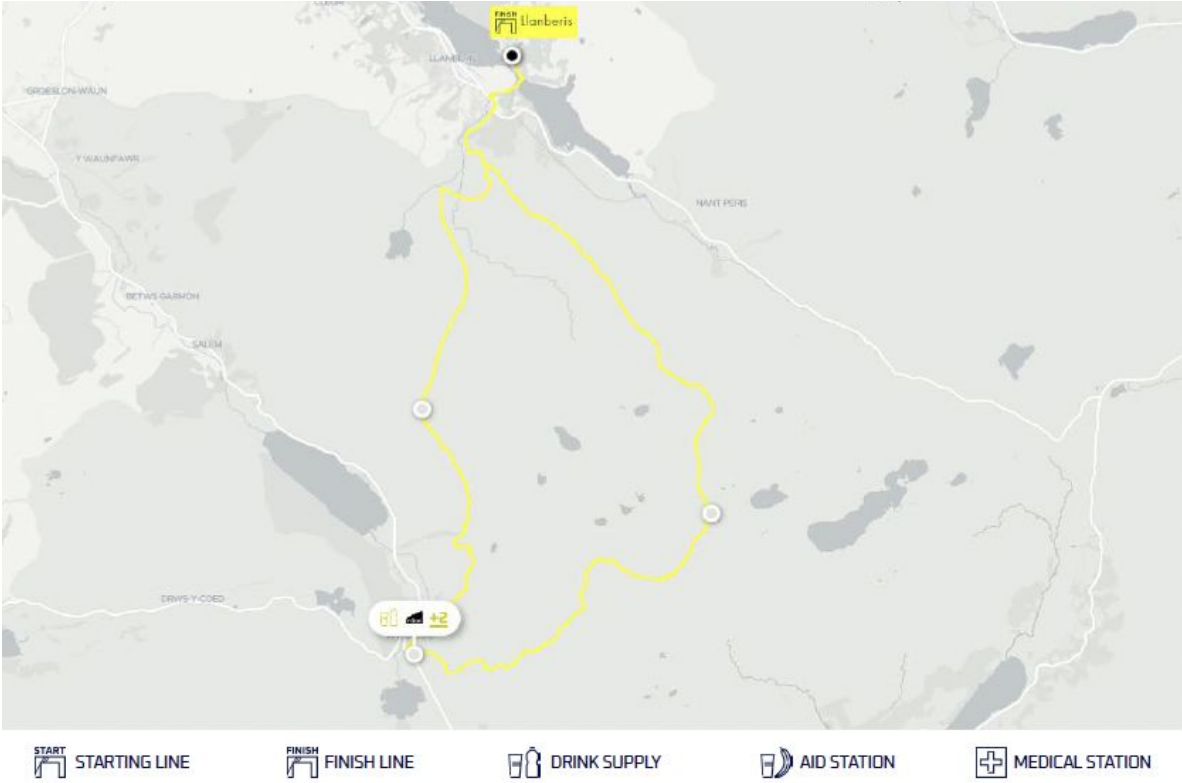 FINISH Llanberis
GROESLON-WAUN
Y WAUNFAWR
NANT PERIS
BETWS GARMON
SALEM
DRWS-Y-COED
+2
START STARTING LINE
FINISH FINISH LINE
DRINK SUPPLY
AID STATION
MEDICAL STATION